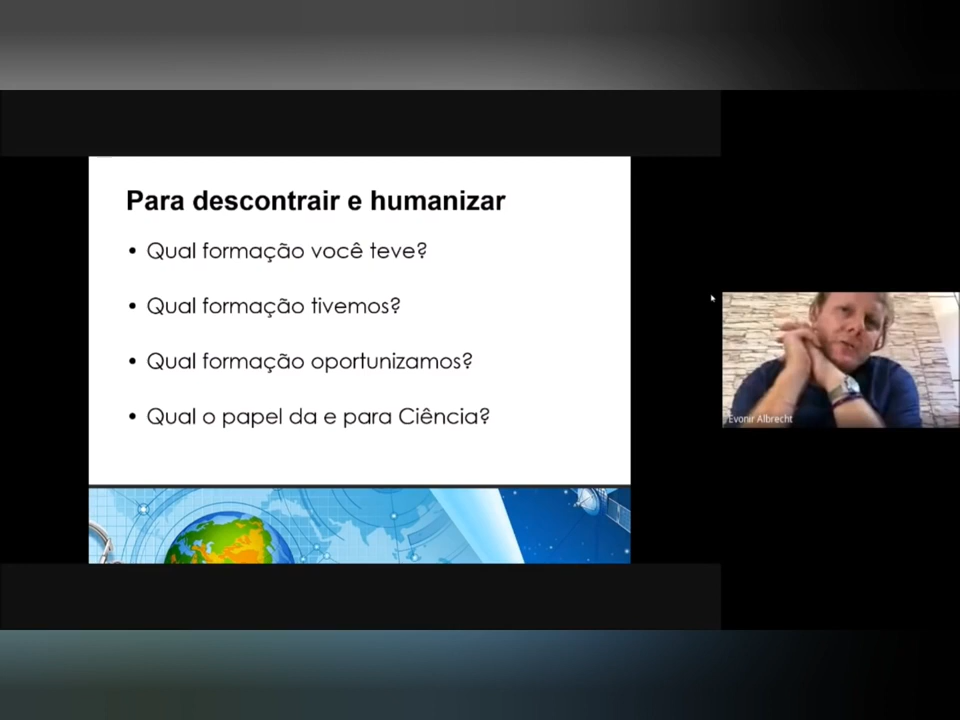 Para descontrair e humanizar
• Qual formação você teve?
• Qual formação tivemos?
• Qual formação oportunizamos?
• Qual o papel da e para Ciência?
Evonir Albrecht